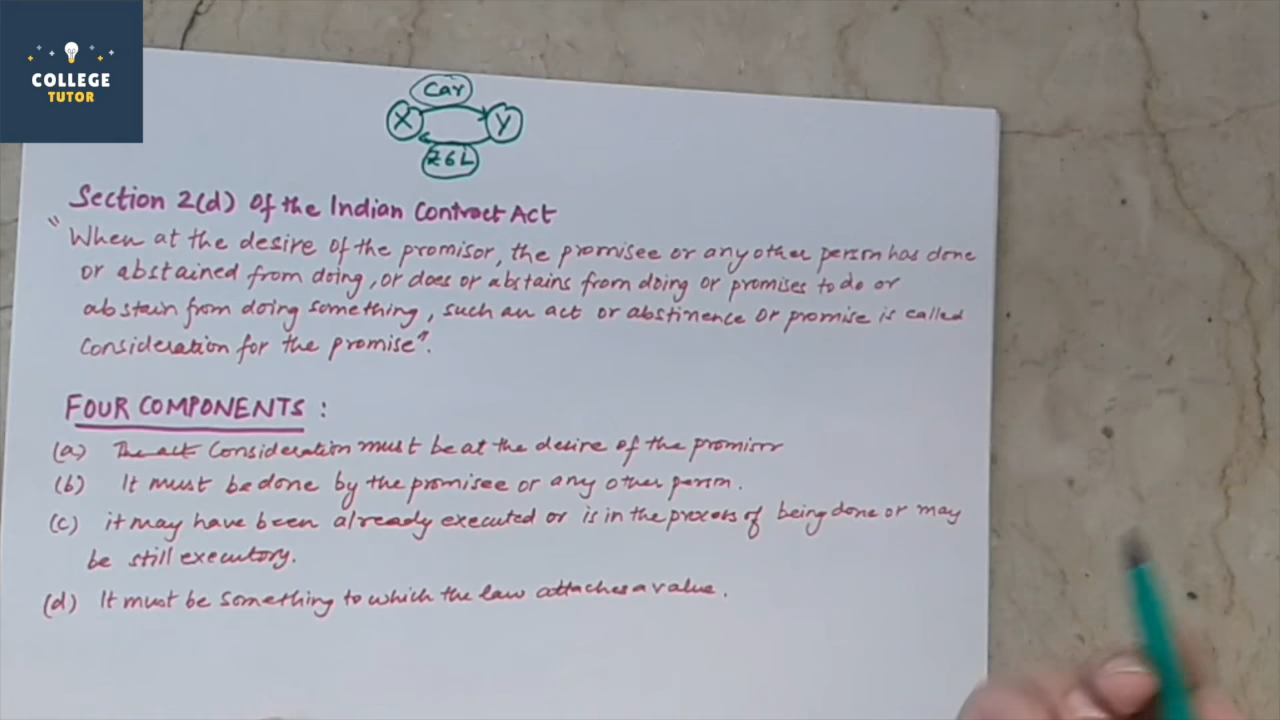 COLLEGE
TUTOR
Car
X Y
₹6L
Section 2(d) Of the Indian Contract Act
"When at the desire of the promisor, the promisee or any other person has done
or abstained from doing, or does or abstains from doing or promises to do or
abstain from doing something, such an act or abstinence or promise is called
Consideration for the promise".
FOUR COMPONENTS :
(a) The act Consideration must be at the desire of the promisor
(b) It must be done by the promisee or any other person.
(c) it may have been already executed or is in the process of being done or may
be still executory.
(d) It must be something to which the law attaches a value.